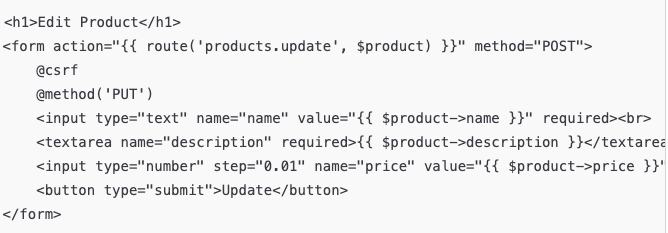 <h1>Edit Product</h1>
<form action="{{ route('products.update', $product) }}" method="POST">
    @csrf
    @method('PUT')
    <input type="text" name="name" value="{{ $product->name }}" required><br>
    <textarea name="description" required>{{ $product->description }}</textarea
    <input type="number" step="0.01" name="price" value="{{ $product->price }}"
    <button type="submit">Update</button>
</form>